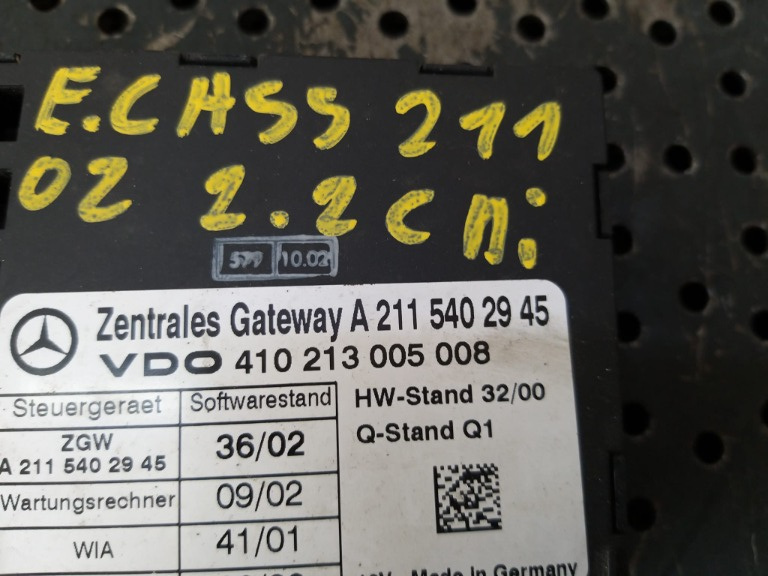 E.CHSS 211
02 2.2 CDi
10.02
Zentrales Gateway A 211 540 29 45
VDO 410 213 005 008
HW-Stand 32/00
Q-Stand Q1
Steuergeraet Softwarestand
ZGW 36/02
A 211 540 29 45
Wartungsrechner 09/02
WIA 41/01
Made in Germany